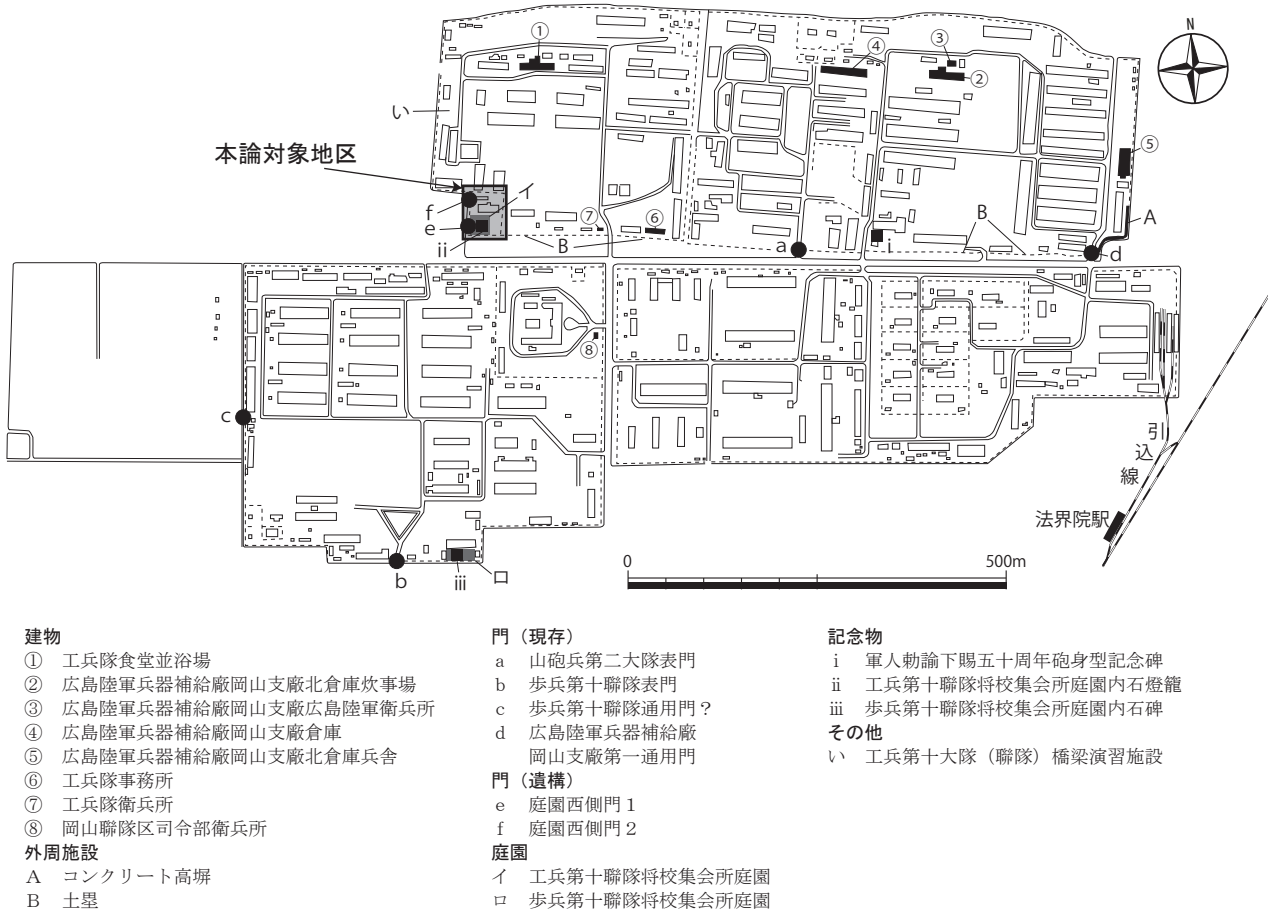 N
①
③
④
②
い
⑤
本論対象地区
イ
f
A
⑦
⑥
B
e
B
a
i
d
ii
⑧
c
引
込
線
法界院駅
0
500m
b
iii
ロ
建物
① 工兵隊食堂並浴場
② 広島陸軍兵器補給廠岡山支廠北倉庫炊事場
③ 広島陸軍兵器補給廠岡山支廠広島陸軍衛兵所
④ 広島陸軍兵器補給廠岡山支廠倉庫
⑤ 広島陸軍兵器補給廠岡山支廠北倉庫兵舎
⑥ 工兵隊事務所
⑦ 工兵隊衛兵所
⑧ 岡山聯隊区司令部衛兵所
外周施設
A コンクリート高塀
B 土塁
門（現存）
a 山砲兵第二大隊表門
b 歩兵第十聯隊表門
c 歩兵第十聯隊通用門？
d 広島陸軍兵器補給廠
岡山支廠第一通用門
門（遺構）
e 庭園西側門１
f 庭園西側門２
庭園
イ 工兵第十聯隊将校集会所庭園
ロ 歩兵第十聯隊将校集会所庭園
記念物
i 軍人勅諭下賜五十周年砲身型記念碑
ii 工兵第十聯隊将校集会所庭園内石燈籠
iii 歩兵第十聯隊将校集会所庭園内石碑
その他
い 工兵第十大隊（聯隊）橋梁演習施設